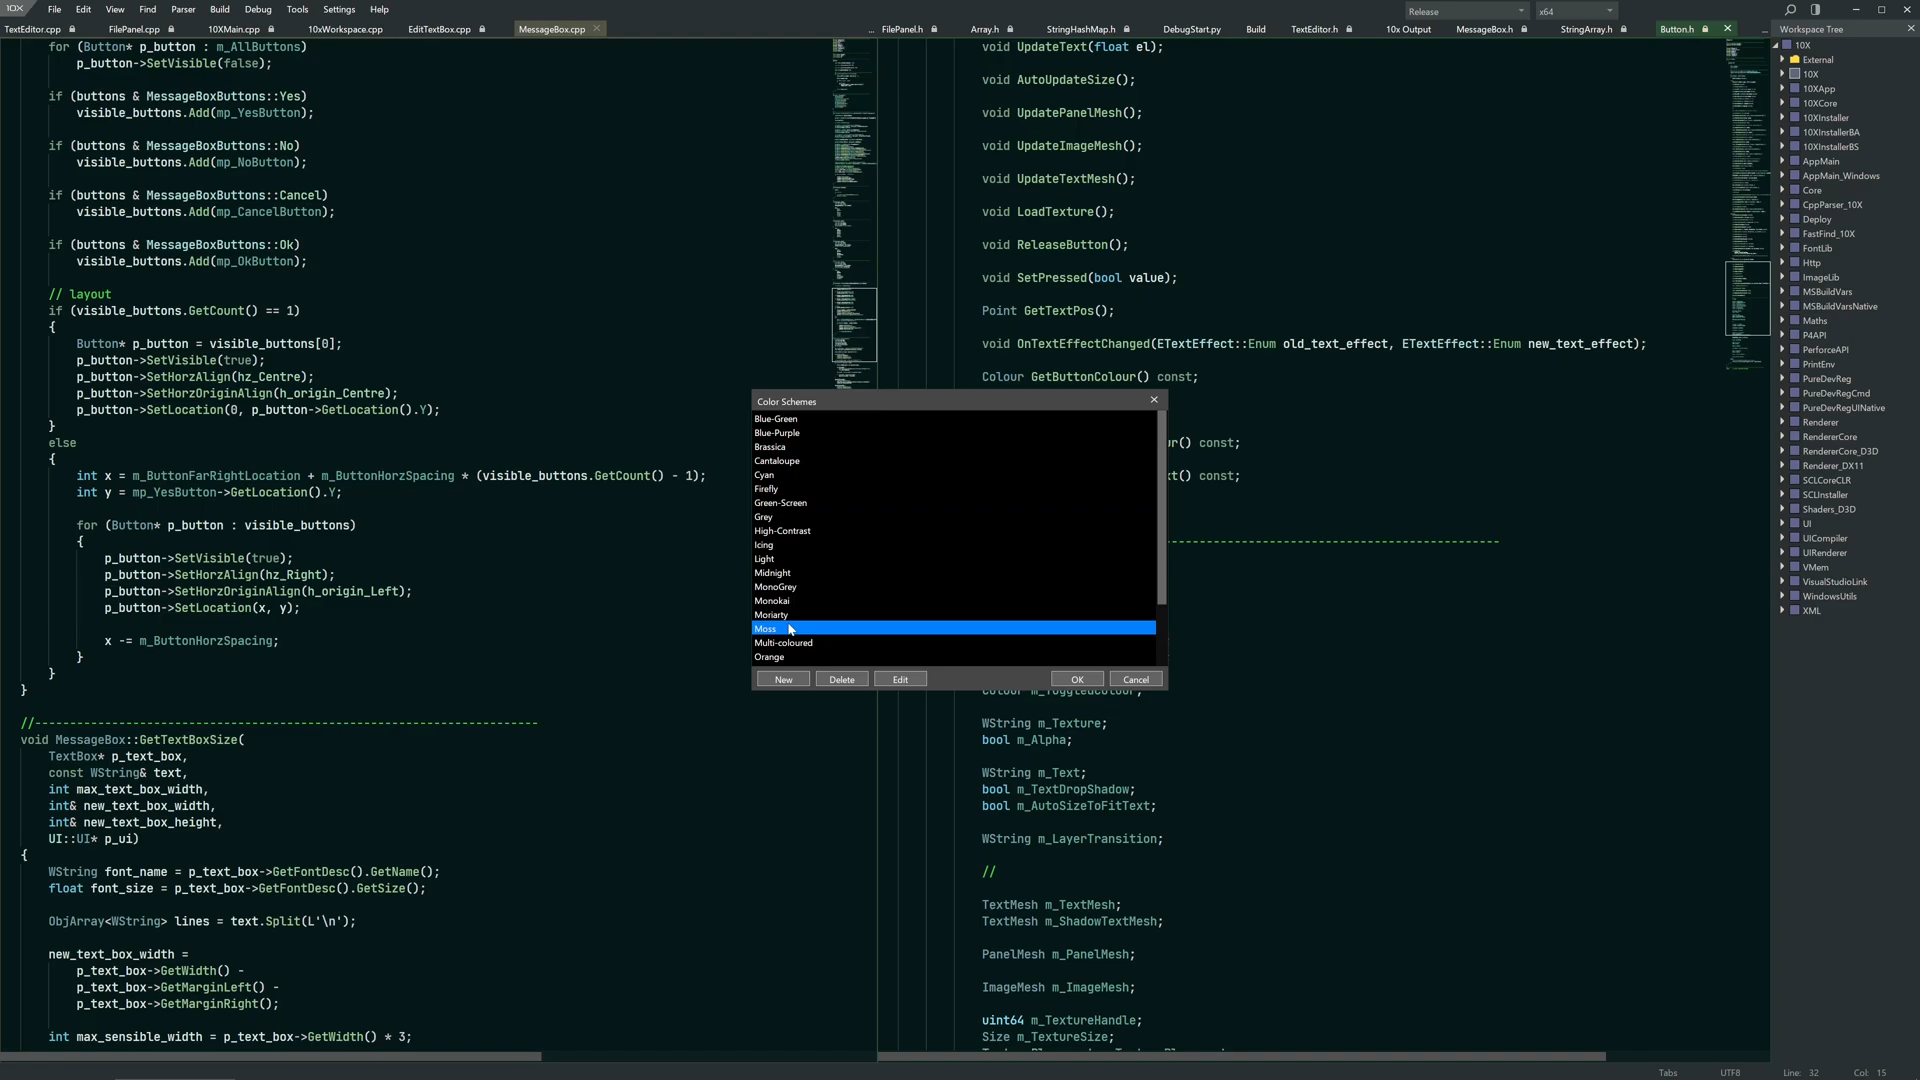 10X File Edit View Find Parser Build Debug Tools Settings Help Release x64
TextEditor.cpp FilePanel.cpp 10XMain.cpp 10xWorkspace.cpp EditTextBox.cpp MessageBox.cpp ... FilePanel.h Array.h StringHashMap.h DebugStart.py Build TextEditor.h 10x Output MessageBox.h StringArray.h Button.h ... Workspace Tree
for (Button* p_button : m_AllButtons)
p_button->SetVisible(false);
if (buttons & MessageBoxButtons::Yes)
visible_buttons.Add(mp_YesButton);
if (buttons & MessageBoxButtons::No)
visible_buttons.Add(mp_NoButton);
if (buttons & MessageBoxButtons::Cancel)
visible_buttons.Add(mp_CancelButton);
if (buttons & MessageBoxButtons::Ok)
visible_buttons.Add(mp_OkButton);
// layout
if (visible_buttons.GetCount() == 1)
{
Button* p_button = visible_buttons[0];
p_button->SetVisible(true);
p_button->SetHorzAlign(hz_Centre);
p_button->SetHorzOriginAlign(h_origin_Centre);
p_button->SetLocation(0, p_button->GetLocation().Y);
}
else
{
int x = m_ButtonFarRightLocation + m_ButtonHorzSpacing * (visible_buttons.GetCount() - 1);
int y = mp_YesButton->GetLocation().Y;
for (Button* p_button : visible_buttons)
{
p_button->SetVisible(true);
p_button->SetHorzAlign(hz_Right);
p_button->SetHorzOriginAlign(h_origin_Left);
p_button->SetLocation(x, y);
x -= m_ButtonHorzSpacing;
}
}
}
//------------------------------------------------------------------------
void MessageBox::GetTextBoxSize(
TextBox* p_text_box,
const WString& text,
int max_text_box_width,
int& new_text_box_width,
int& new_text_box_height,
UI::UI* p_ui)
{
WString font_name = p_text_box->GetFontDesc().GetName();
float font_size = p_text_box->GetFontDesc().GetSize();
ObjArray<WString> lines = text.Split(L'\n');
new_text_box_width =
p_text_box->GetWidth() -
p_text_box->GetMarginLeft() -
p_text_box->GetMarginRight();
int max_sensible_width = p_text_box->GetWidth() * 3;
void UpdateText(float el);
void AutoUpdateSize();
void UpdatePanelMesh();
void UpdateImageMesh();
void UpdateTextMesh();
void LoadTexture();
void ReleaseButton();
void SetPressed(bool value);
Point GetTextPos();
void OnTextEffectChanged(ETextEffect::Enum old_text_effect, ETextEffect::Enum new_text_effect);
Colour GetButtonColour() const;
() const;
() const;
Colour m_ToggledColour;
WString m_Texture;
bool m_Alpha;
WString m_Text;
bool m_TextDropShadow;
bool m_AutoSizeToFitText;
WString m_LayerTransition;
//
TextMesh m_TextMesh;
TextMesh m_ShadowTextMesh;
PanelMesh m_PanelMesh;
ImageMesh m_ImageMesh;
uint64 m_TextureHandle;
Size m_TextureSize;
Color Schemes
Blue-Green
Blue-Purple
Brassica
Cantaloupe
Cyan
Firefly
Green-Screen
Grey
High-Contrast
Icing
Light
Midnight
MonoGrey
Monokai
Moriarty
Moss
Multi-coloured
Orange
New Delete Edit OK Cancel
10X
External
10X
10XApp
10XCore
10XInstaller
10XInstallerBA
10XInstallerBS
AppMain
AppMain_Windows
Core
CppParser_10X
Deploy
FastFind_10X
FontLib
Http
ImageLib
MSBuildVars
MSBuildVarsNative
Maths
P4API
PerforceAPI
PrintEnv
PureDevReg
PureDevRegCmd
PureDevRegUINative
Renderer
RendererCore
RendererCore_D3D
Renderer_DX11
SCLCoreCLR
SCLInstaller
Shaders_D3D
UI
UICompiler
UIRenderer
VMem
VisualStudioLink
WindowsUtils
XML
Tabs UTF8 Line: 32 Col: 15